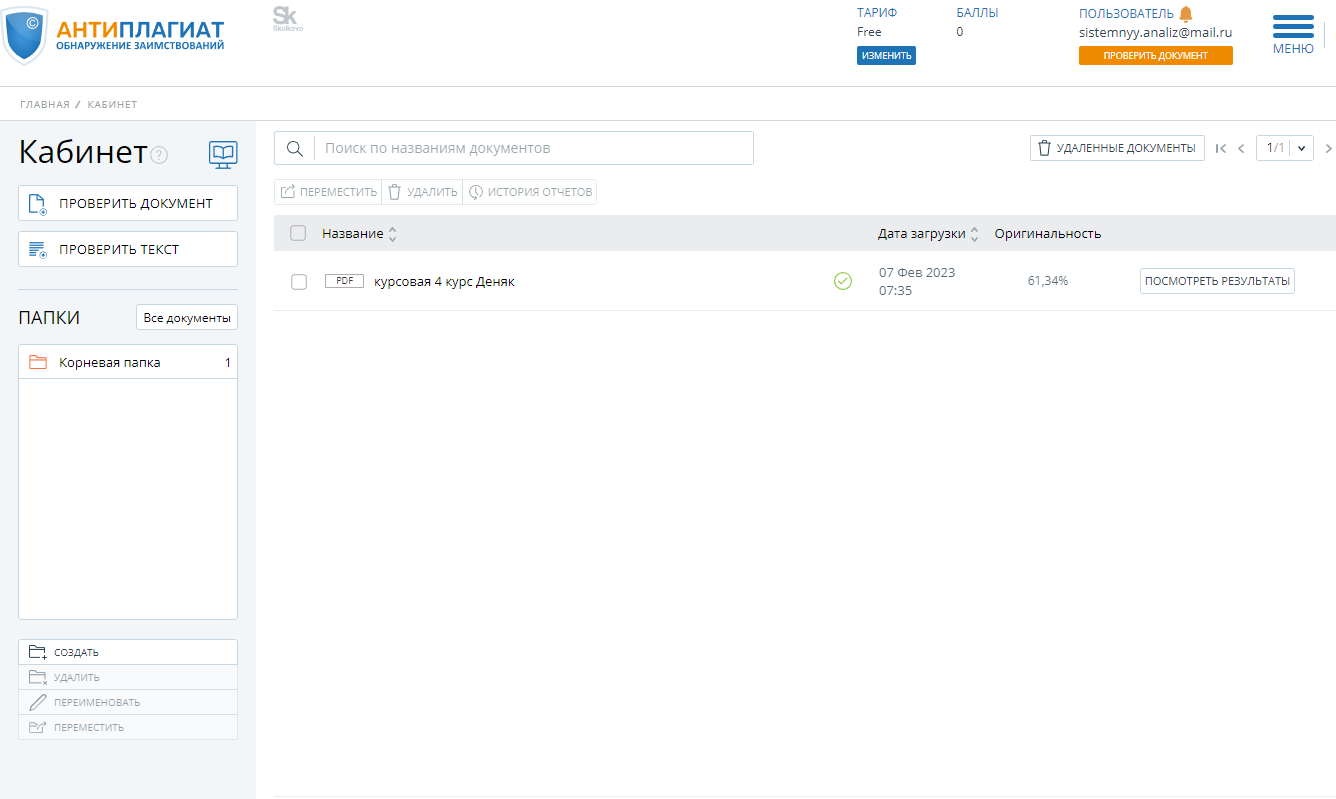 ©
АНТИПЛАГИАТ
ОБНАРУЖЕНИЕ ЗАИМСТВОВАНИЙ
Sk
Skolkovo
ТАРИФ
Free
ИЗМЕНИТЬ
БАЛЛЫ
0
ПОЛЬЗОВАТЕЛЬ
sistemnyy.analiz@mail.ru
ПРОВЕРИТЬ ДОКУМЕНТ
МЕНЮ
ГЛАВНАЯ / КАБИНЕТ
Кабинет ?
ПРОВЕРИТЬ ДОКУМЕНТ
ПРОВЕРИТЬ ТЕКСТ
ПАПКИ
Все документы
Корневая папка 1
СОЗДАТЬ
УДАЛИТЬ
ПЕРЕИМЕНОВАТЬ
ПЕРЕМЕСТИТЬ
Поиск по названиям документов
УДАЛЕННЫЕ ДОКУМЕНТЫ
1/1
ПЕРЕМЕСТИТЬ
УДАЛИТЬ
ИСТОРИЯ ОТЧЕТОВ
Название
Дата загрузки
Оригинальность
PDF
курсовая 4 курс Деняк
07 Фев 2023
07:35
61,34%
ПОСМОТРЕТЬ РЕЗУЛЬТАТЫ